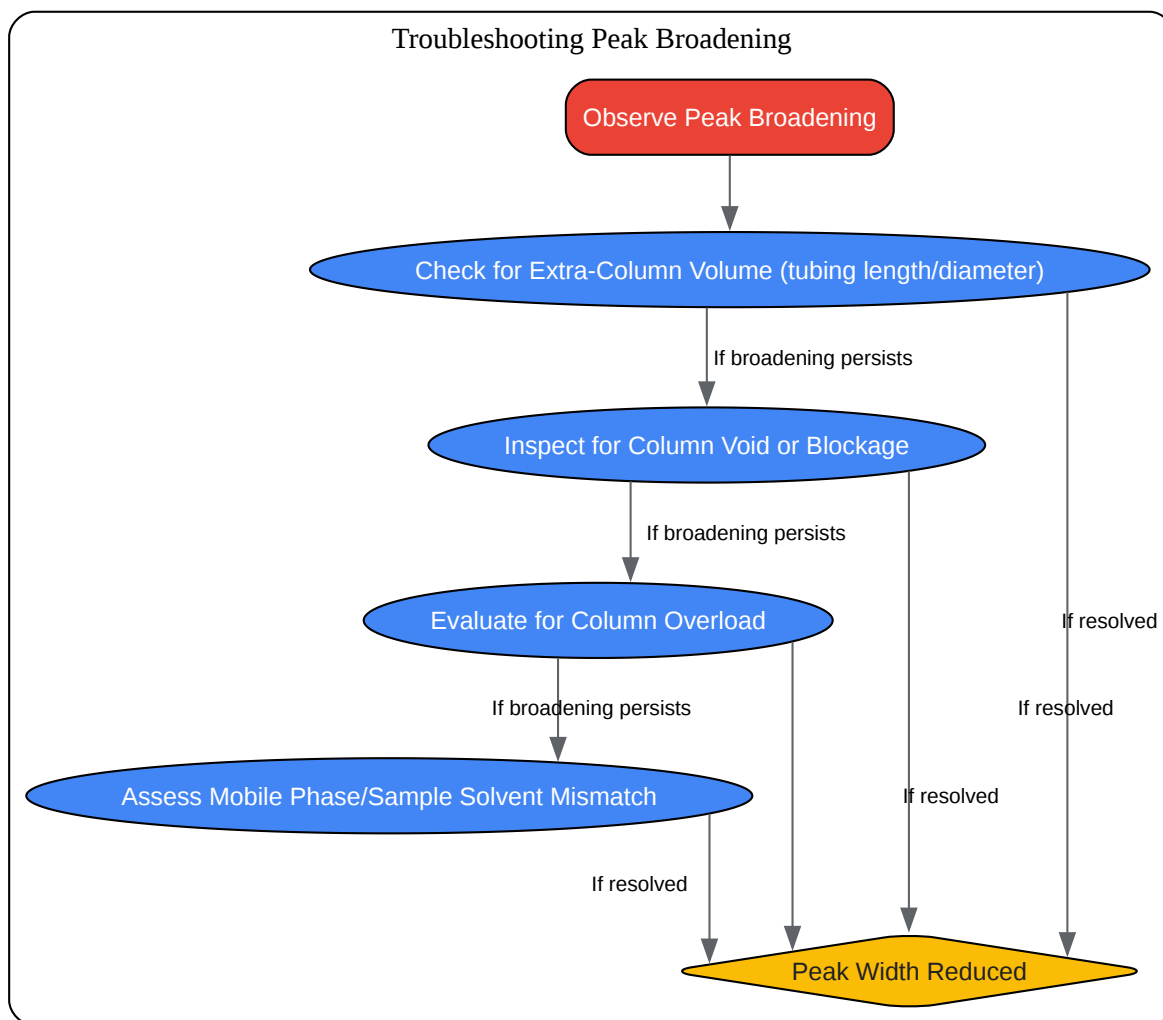 Troubleshooting Peak Broadening
Observe Peak Broadening
Check for Extra-Column Volume (tubing length/diameter)
If broadening persists
Inspect for Column Void or Blockage
If broadening persists
Evaluate for Column Overload
If resolved
If broadening persists
If resolved
Assess Mobile Phase/Sample Solvent Mismatch
If resolved
If resolved
Peak Width Reduced